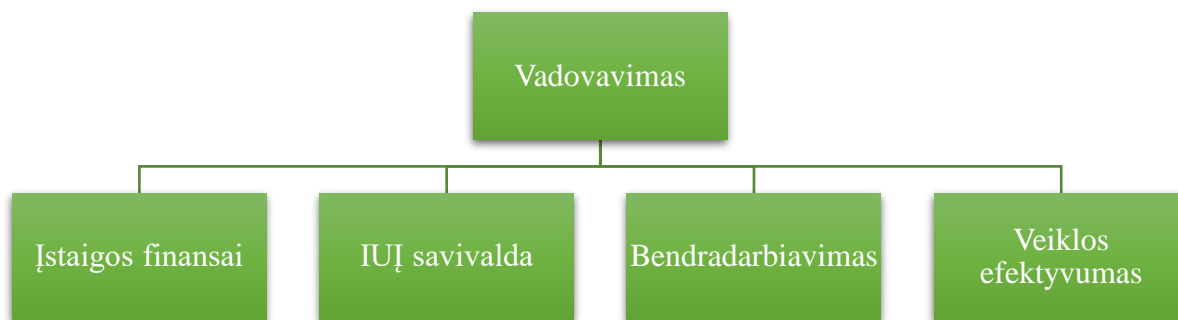 Vadovavimas
Įstaigos finansai
IUĮ savivalda
Bendradarbiavimas
Veiklos
efektyvumas